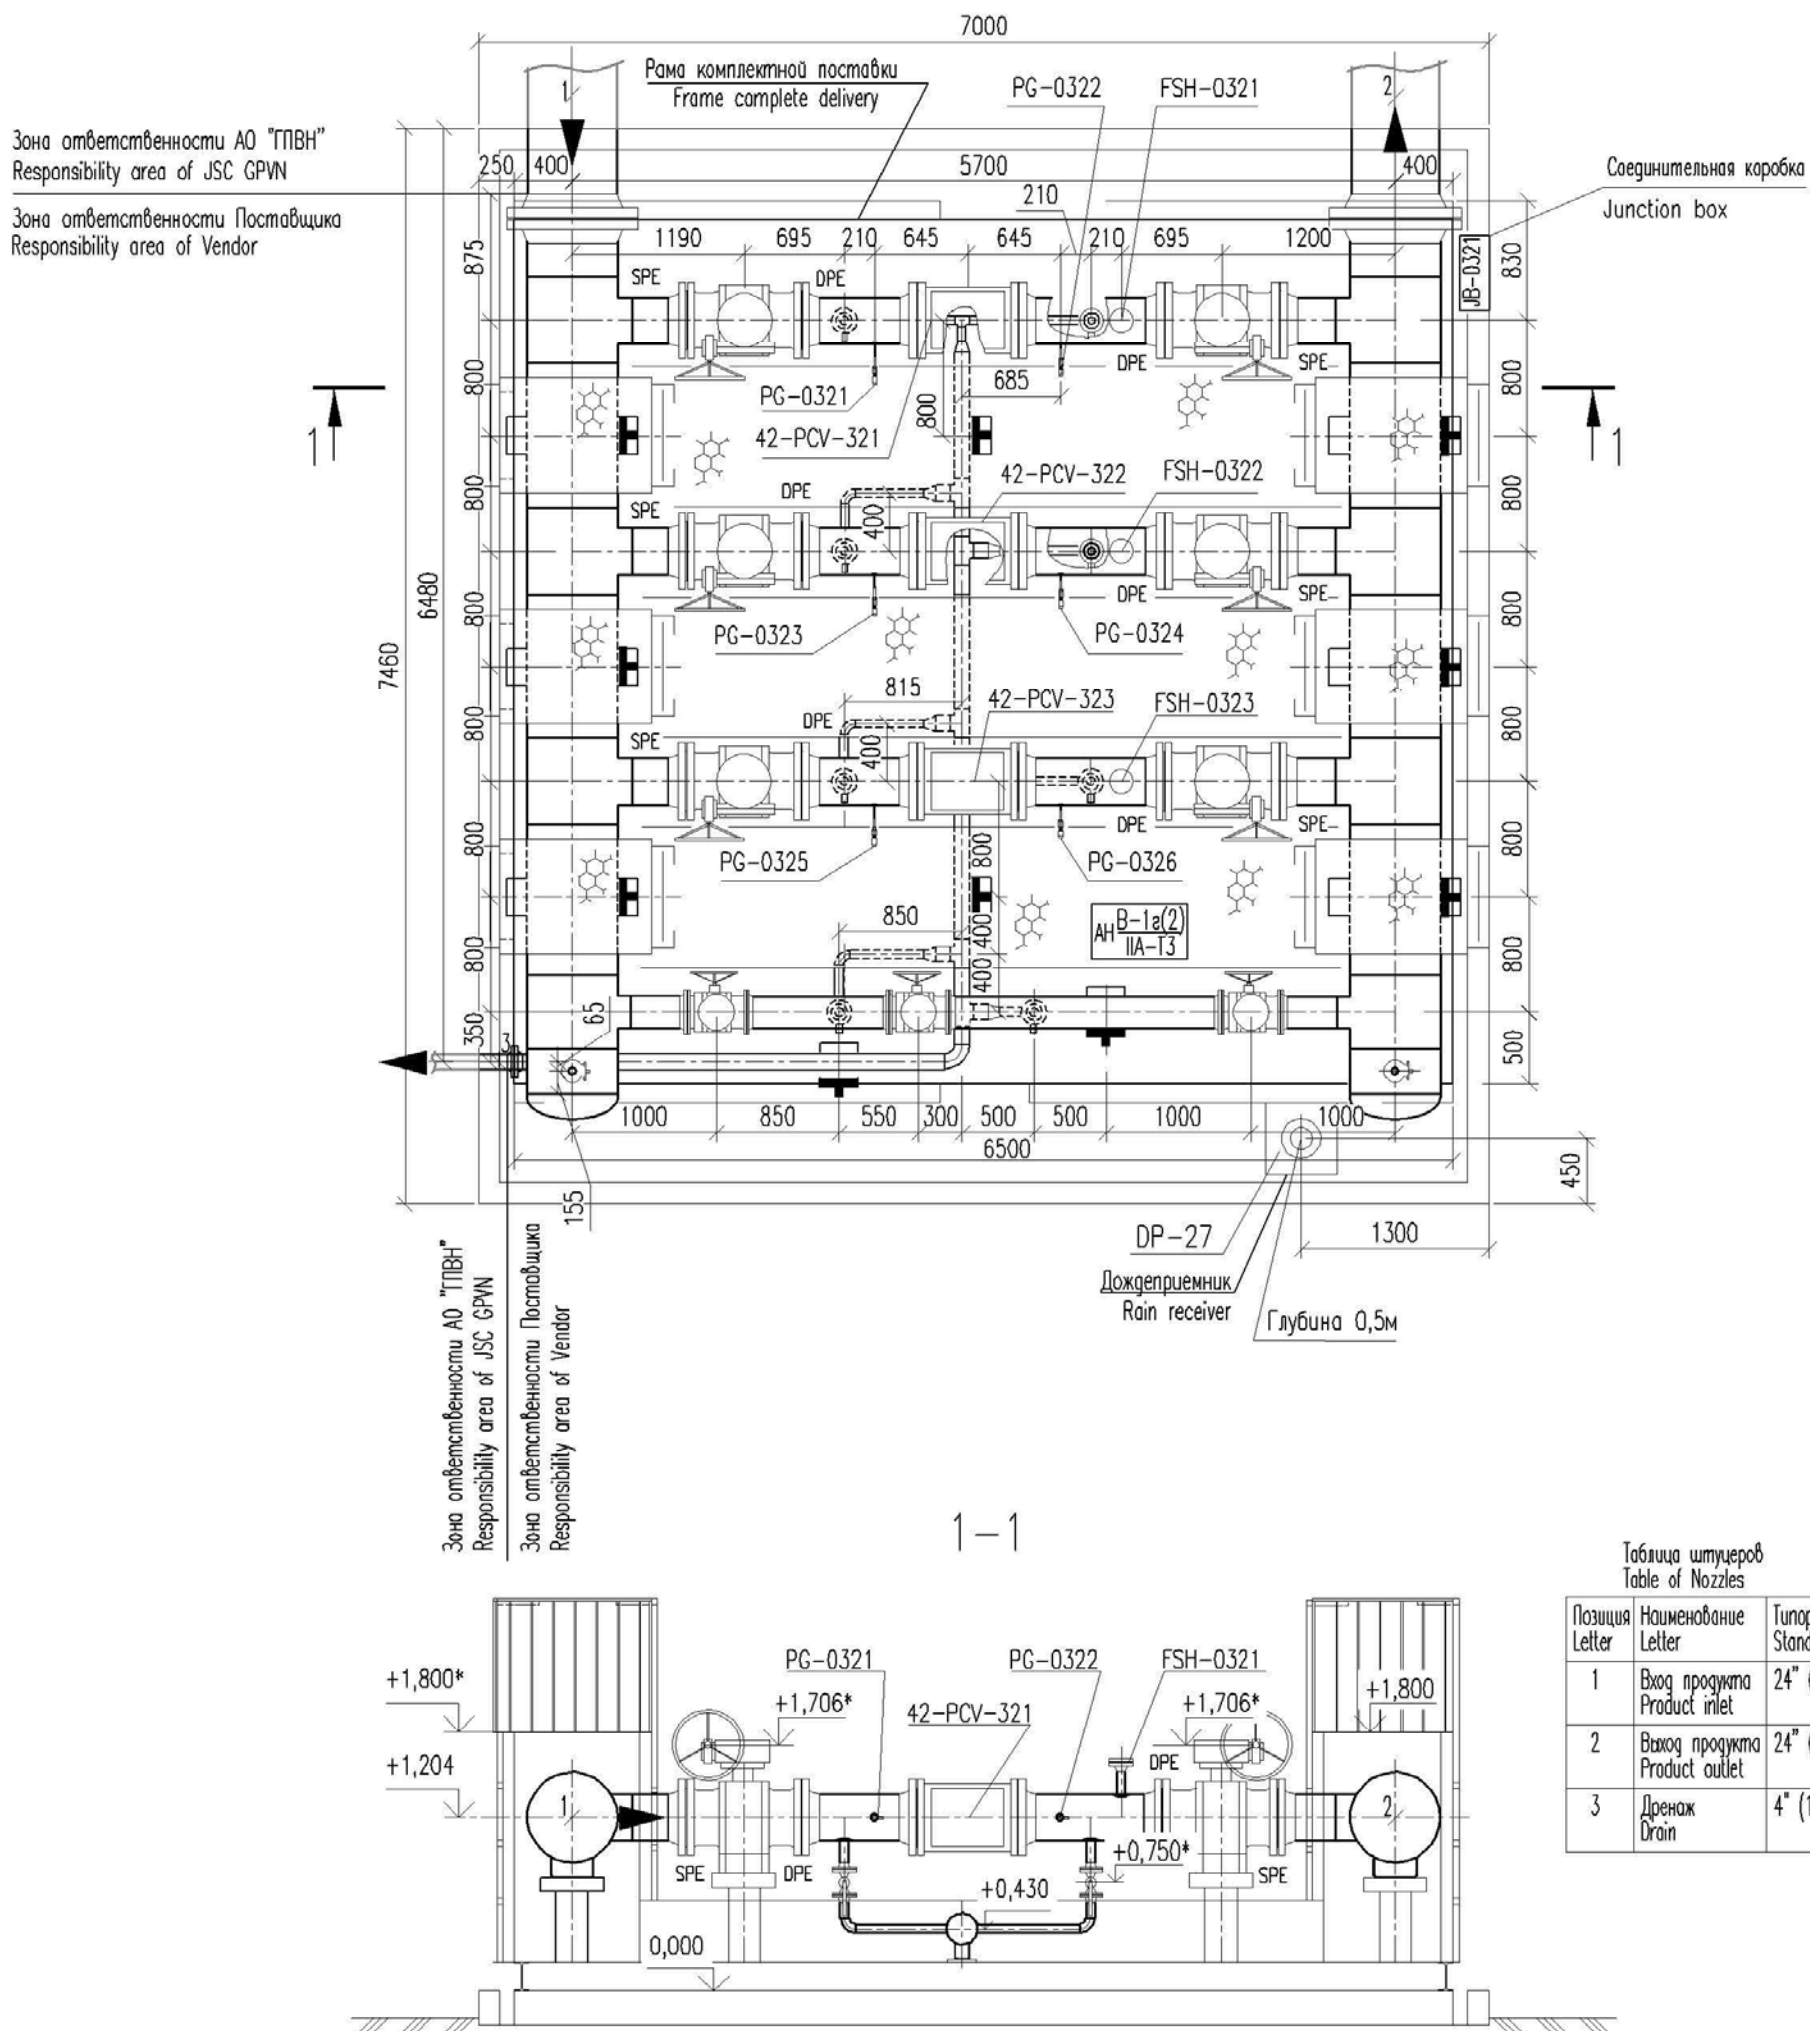 7000
Рама комплектной поставки
Frame complete delivery
PG-0322
FSH-0321
1
2
Зона ответственности АО "ГПВН"
Responsibility area of JSC GPVN
Зона ответственности Поставщика
Responsibility area of Vendor
Соединительная коробка
Junction box
250
400
5700
400
210
1190
695
210
645
645
210
695
1200
875
830
JB-0321
SPE
DPE
DPE
SPE
PG-0321
685
800
800
800
42-PCV-321
1
1
42-PCV-322
FSH-0322
800
800
DPE
SPE
400
DPE
SPE
6480
7460
800
800
PG-0323
PG-0324
815
42-PCV-323
FSH-0323
800
800
DPE
SPE
400
DPE
SPE
800
800
PG-0325
PG-0326
800
850
АН
В-1г(2)
IIA-T3
400
400
800
800
65
350
3
500
1000
850
550
300
500
500
1000
1000
6500
155
450
1300
DP-27
Дождеприемник
Rain receiver
Глубина 0,5м
Зона ответственности АО "ГПВН"
Responsibility area of JSC GPVN
Зона ответственности Поставщика
Responsibility area of Vendor
1-1
Таблица штуцеров
Table of Nozzles
Позиция
Letter
Наименование
Letter
1
Вход продукта
Product inlet
24"
2
Выход продукта
Product outlet
24"
3
Дренаж
Drain
4"
PG-0321
PG-0322
FSH-0321
+1,800*
+1,706*
42-PCV-321
+1,706*
+1,800
+1,204
DPE
1
2
SPE
DPE
+0,750*
SPE
+0,430
0,000